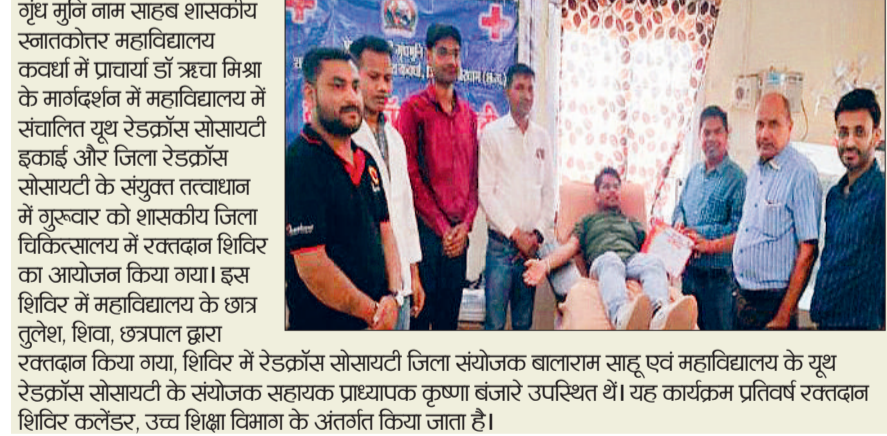 गृंध मुनि नाम साहब शासकीय
स्नातकोत्तर महाविद्यालय
कवर्धा में प्राचार्या डॉ ऋचा मिश्रा
के मार्गदर्शन में महाविद्यालय में
संचालित यूथ रेडक्रॉस सोसायटी
इकाई और जिला रेडक्रॉस
सोसायटी के संयुक्त तत्वाधान
में गुरूवार को शासकीय जिला
चिकित्सालय में रक्तदान शिविर
का आयोजन किया गया। इस
शिविर में महाविद्यालय के छात्र
तुलेश, शिवा, छत्रपाल द्वारा
रक्तदान किया गया, शिविर में रेडक्रॉस सोसायटी जिला संयोजक बालाराम साहू एवं महाविद्यालय के यूथ
रेडक्रॉस सोसायटी के संयोजक सहायक प्राध्यापक कृष्णा बंजारे उपस्थित थें। यह कार्यक्रम प्रतिवर्ष रक्तदान
शिविर कलेंडर, उच्च शिक्षा विभाग के अंतर्गत किया जाता है।